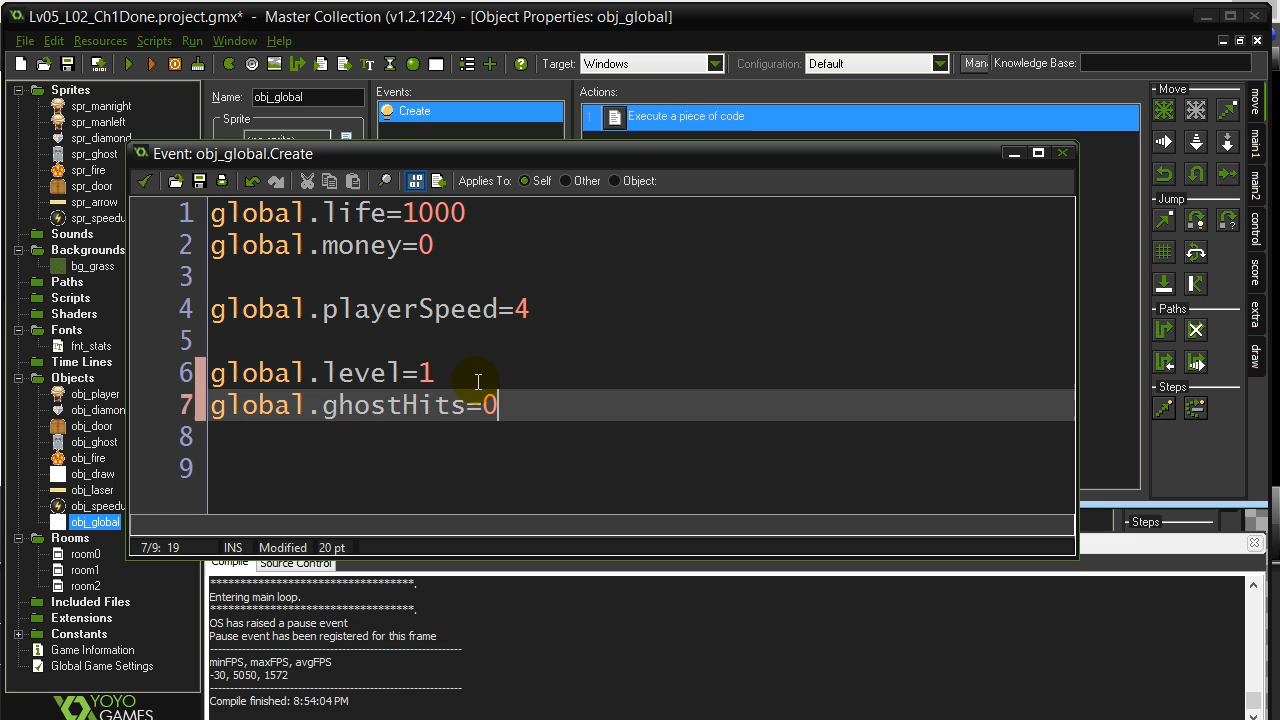 Lv05_L02_Ch1Done.project.gmx* - Master Collection (v1.2.1224) - [Object Properties: obj_global]
File Edit Resources Scripts Run Window Help
Target: Windows Configuration: Default Man Knowledge Base:
Sprites
spr_manright
spr_manleft
spr_diamond
spr_ghost
spr_fire
spr_door
spr_arrow
spr_speedu
Sounds
Backgrounds
bg_grass
Paths
Scripts
Shaders
Fonts
fnt_stats
Time Lines
Objects
obj_player
obj_diamon
obj_door
obj_ghost
obj_fire
obj_draw
obj_laser
obj_speedu
obj_global
Rooms
room0
room1
room2
Included Files
Extensions
Constants
Game Information
Global Game Settings
YOYO
GAMES
Name: obj_global
Sprite
Events:
Create
Actions:
1 Execute a piece of code
Event: obj_global.Create
Applies To: Self Other Object:
1 global.life=1000
2 global.money=0
3
4 global.playerSpeed=4
5
6 global.level=1
7 global.ghostHits=0
8
9
7/9: 19 INS Modified 20 pt
Move
Jump
Paths
Steps
move
main1
main2
control
score
extra
draw
Steps
Compile Source Control
**********************************.
Entering main loop.
**********************************.
OS has raised a pause event
Pause event has been registered for this frame
minFPS, maxFPS, avgFPS
-30, 5050, 1572
Compile finished: 8:54:04 PM